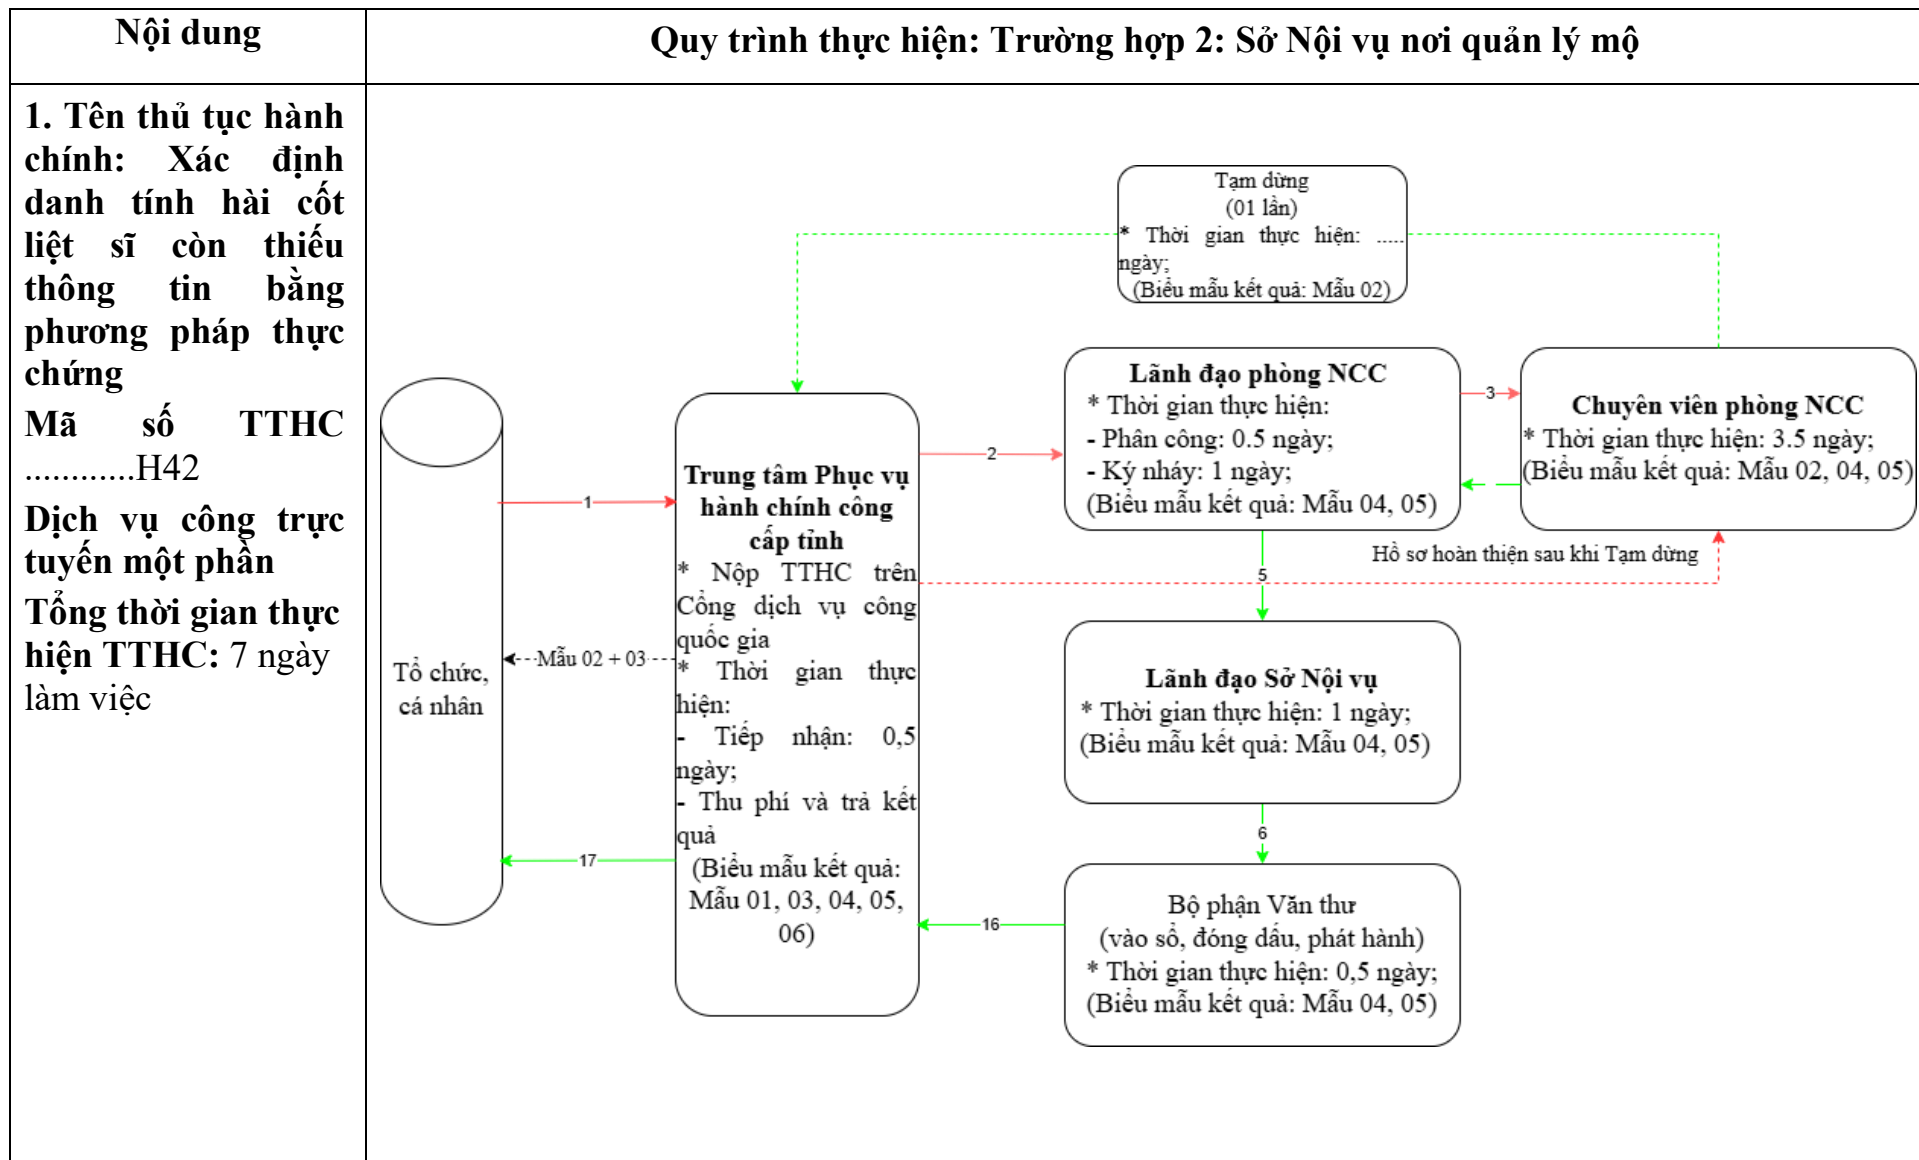 Nội dung
Quy trình thực hiện: Trường hợp 2: Sở Nội vụ nơi quản lý mộ
1. Tên thủ tục hành
chính: Xác định
danh tính hài cốt
liệt sĩ còn thiếu
thông tin bằng
phương pháp thực
chứng
Mã số TTHC
............H42
Dịch vụ công trực
tuyến một phần
Tổng thời gian thực
hiện TTHC: 7 ngày
làm việc
Tạm dừng
(01 lần)
* Thời gian thực hiện: .....
ngày;
(Biểu mẫu kết quả: Mẫu 02)
Lãnh đạo phòng NCC
* Thời gian thực hiện:
- Phân công: 0.5 ngày;
- Ký nháy: 1 ngày;
(Biểu mẫu kết quả: Mẫu 04, 05)
3
Chuyên viên phòng NCC
* Thời gian thực hiện: 3.5 ngày;
(Biểu mẫu kết quả: Mẫu 02, 04, 05)
2
1
Trung tâm Phục vụ
hành chính công
cấp tỉnh
* Nộp TTHC trên
Cổng dịch vụ công
quốc gia
* Thời gian thực
hiện:
- Tiếp nhận: 0,5
ngày;
- Thu phí và trả kết
quả
(Biểu mẫu kết quả:
Mẫu 01, 03, 04, 05,
06)
Hồ sơ hoàn thiện sau khi Tạm dừng
5
Mẫu 02 + 03
Tổ chức,
cá nhân
Lãnh đạo Sở Nội vụ
* Thời gian thực hiện: 1 ngày;
(Biểu mẫu kết quả: Mẫu 04, 05)
6
17
16
Bộ phận Văn thư
(vào sổ, đóng dấu, phát hành)
* Thời gian thực hiện: 0,5 ngày;
(Biểu mẫu kết quả: Mẫu 04, 05)